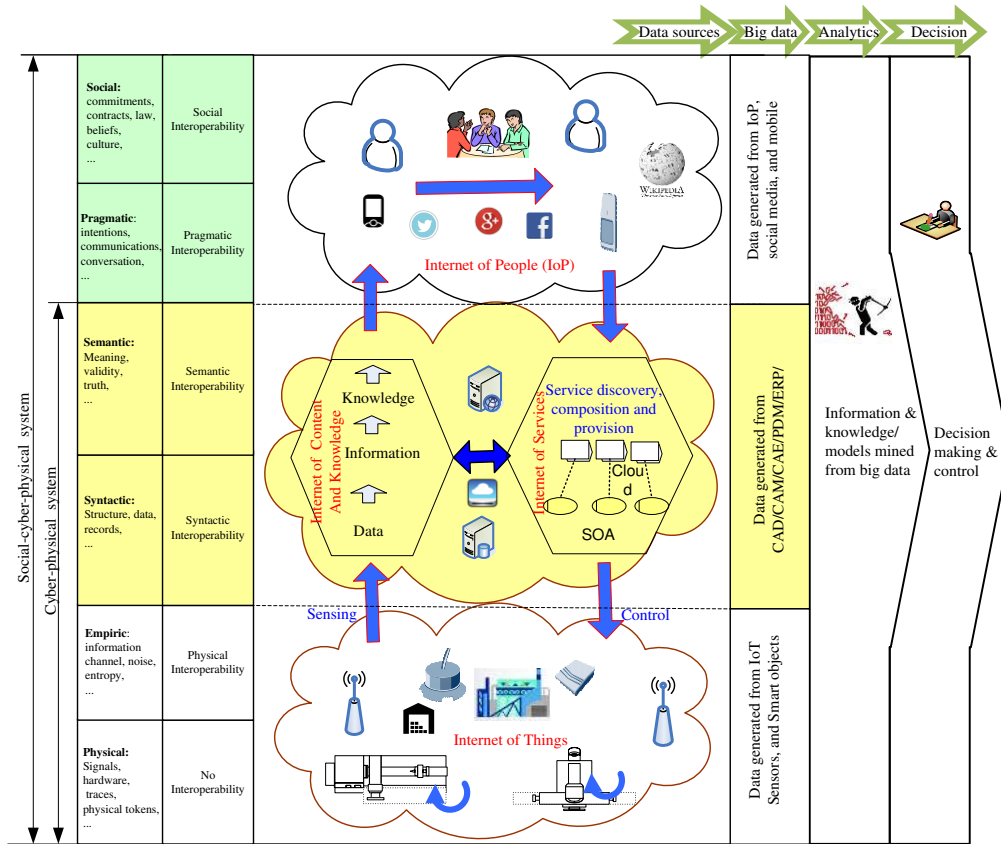 Data sources
Big data
Analytics
Decision
Social-cyber-physical system
Cyber-physical system
Social:
commitments,
contracts, law,
beliefs,
culture,
...
Social
Interoperability
Pragmatic:
intentions,
communications,
conversation,
...
Pragmatic
Interoperability
Semantic:
Meaning,
validity,
truth,
...
Semantic
Interoperability
Syntactic:
Structure, data,
records,
...
Syntactic
Interoperability
Empiric:
information
channel, noise,
entropy,
...
Physical
Interoperability
Physical:
Signals,
hardware,
traces,
physical tokens,
...
No
Interoperability
WIKIPEDIA
Internet of People (IoP)
Internet of Content
And Knowledge
Knowledge
Information
Data
Internet of Services
Service discovery,
composition and
provision
Clou
d
SOA
Sensing
Control
Internet of Things
Data generated from IoP,
social media, and mobile
Data generated from
CAD/CAM/CAE/PDM/ERP/
Data generated from IoT
Sensors, and Smart objects
Information &
knowledge/
models mined
from big data
Decision
making &
control